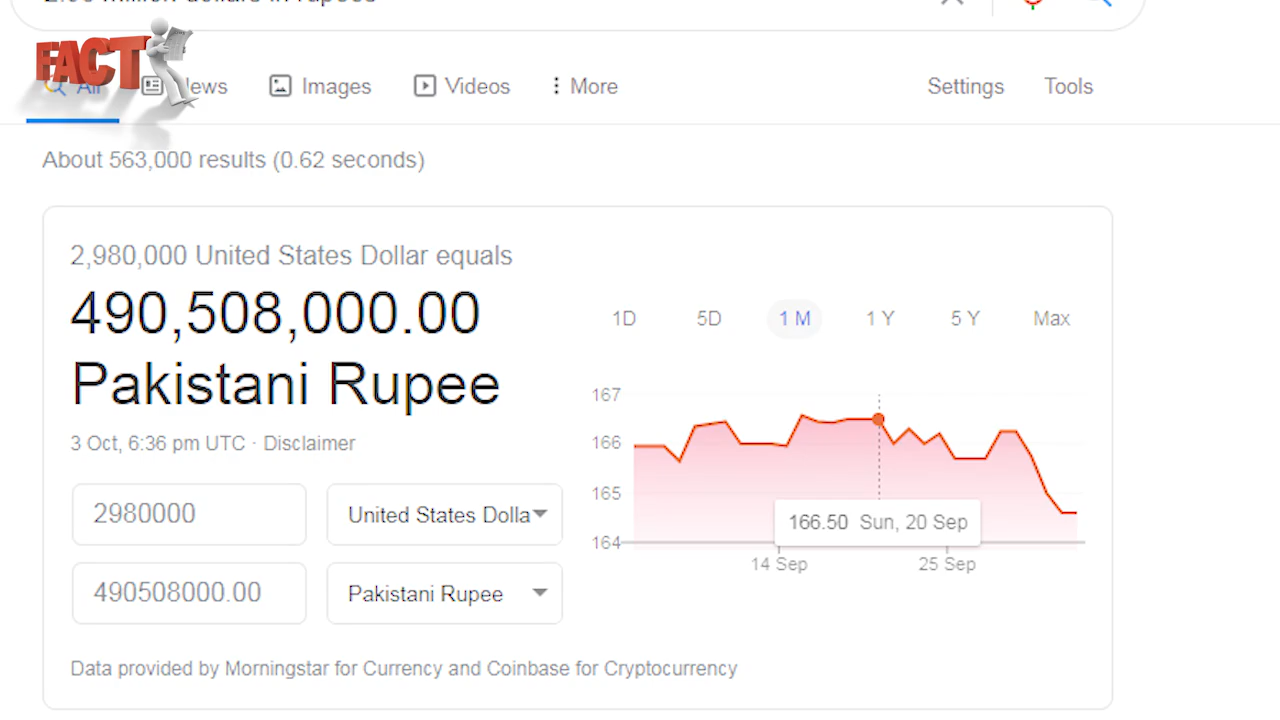 FACT
All
News
Images
Videos
More
Settings
Tools
About 563,000 results (0.62 seconds)
2,980,000 United States Dollar equals
490,508,000.00
Pakistani Rupee
3 Oct, 6:36 pm UTC · Disclaimer
2980000
United States Dolla
490508000.00
Pakistani Rupee
1D
5D
1 M
1 Y
5 Y
Max
167
166
165
164
166.50 Sun, 20 Sep
14 Sep
25 Sep
Data provided by Morningstar for Currency and Coinbase for Cryptocurrency